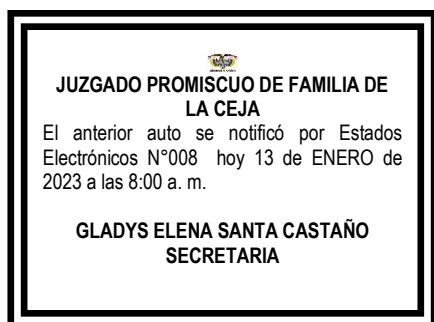 JUZGADO PROMISCUO DE FAMILIA DE
LA CEJA
El anterior auto se notificó por Estados
Electrónicos N°008 hoy 13 de ENERO de
2023 a las 8:00 a. m.
GLADYS ELENA SANTA CASTAÑO
SECRETARIA